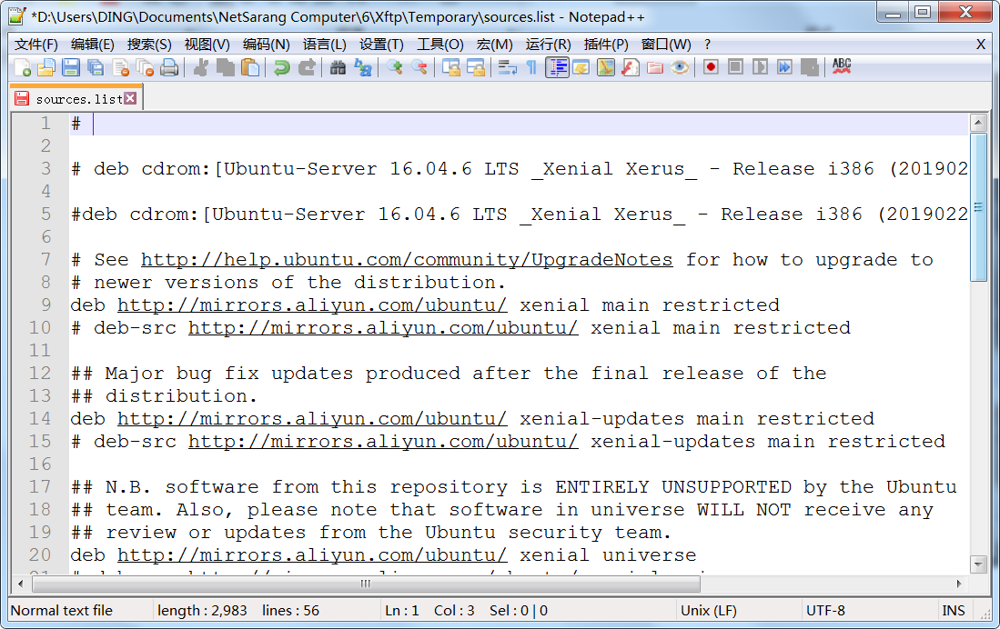 *D:\Users\DING\Documents\NetSarang Computer\6\Xftp\Temporary\sources.list - Notepad++
文件(F) 编辑(E) 搜索(S) 视图(V) 编码(N) 语言(L) 设置(T) 工具(O) 宏(M) 运行(R) 插件(P) 窗口(W) ? X
ABC
sources.list
1 #
2
3 # deb cdrom:[Ubuntu-Server 16.04.6 LTS _Xenial Xerus_ - Release i386 (201902
4
5 #deb cdrom:[Ubuntu-Server 16.04.6 LTS _Xenial Xerus_ - Release i386 (2019022
6
7 # See http://help.ubuntu.com/community/UpgradeNotes for how to upgrade to
8 # newer versions of the distribution.
9 deb http://mirrors.aliyun.com/ubuntu/ xenial main restricted
10 # deb-src http://mirrors.aliyun.com/ubuntu/ xenial main restricted
11
12 ## Major bug fix updates produced after the final release of the
13 ## distribution.
14 deb http://mirrors.aliyun.com/ubuntu/ xenial-updates main restricted
15 # deb-src http://mirrors.aliyun.com/ubuntu/ xenial-updates main restricted
16
17 ## N.B. software from this repository is ENTIRELY UNSUPPORTED by the Ubuntu
18 ## team. Also, please note that software in universe WILL NOT receive any
19 ## review or updates from the Ubuntu security team.
20 deb http://mirrors.aliyun.com/ubuntu/ xenial universe
Normal text file length : 2,983 lines : 56 Ln : 1 Col : 3 Sel : 0 | 0 Unix (LF) UTF-8 INS